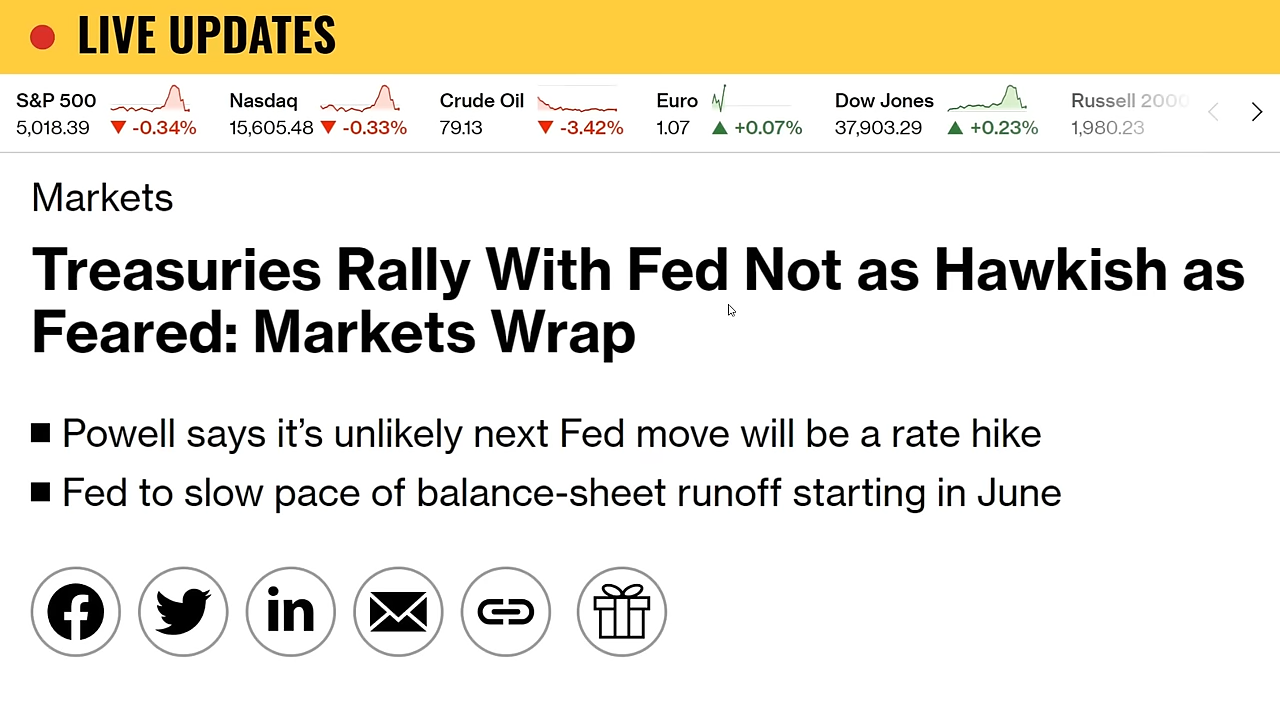 LIVE UPDATES
S&P 500 Nasdaq Crude Oil Euro Dow Jones Russell 2000
5,018.39 -0.34% 15,605.48 -0.33% 79.13 -3.42% 1.07 +0.07% 37,903.29 +0.23% 1,980.23
Markets
Treasuries Rally With Fed Not as Hawkish as
Feared: Markets Wrap
Powell says it’s unlikely next Fed move will be a rate hike
Fed to slow pace of balance-sheet runoff starting in June
in